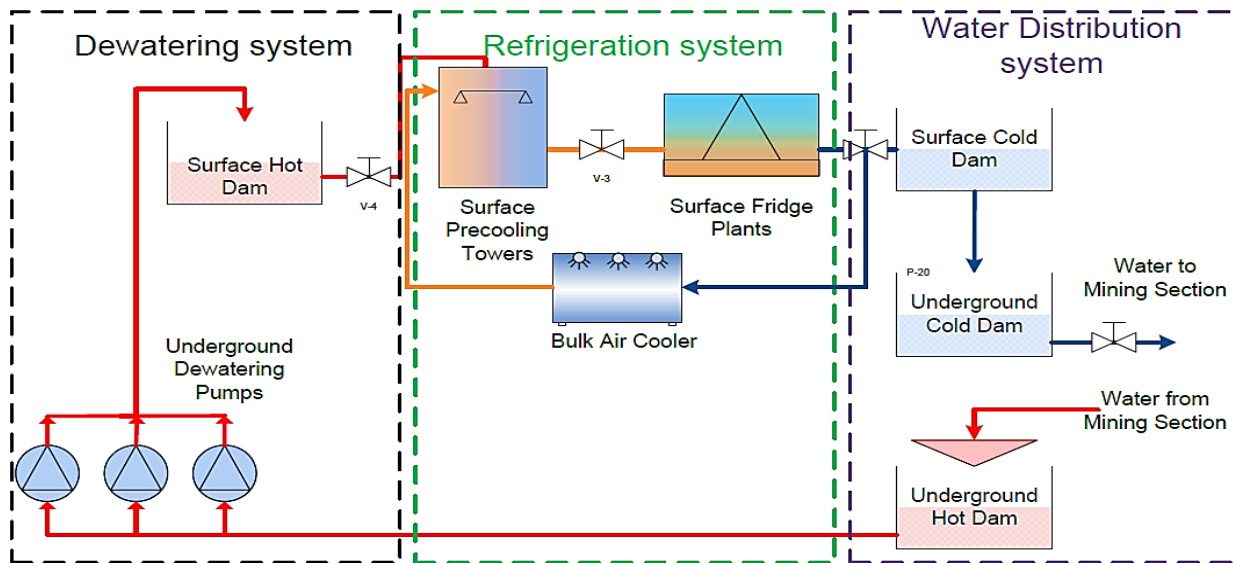 Dewatering system
Refrigeration system
Water Distribution
system
Surface Hot
Dam
V-4
V-3
Surface
Precooling
Towers
Surface Fridge
Plants
Surface Cold
Dam
Bulk Air Cooler
P-20
Underground
Cold Dam
Water to
Mining Section
Underground
Dewatering
Pumps
Water from
Mining Section
Underground
Hot Dam